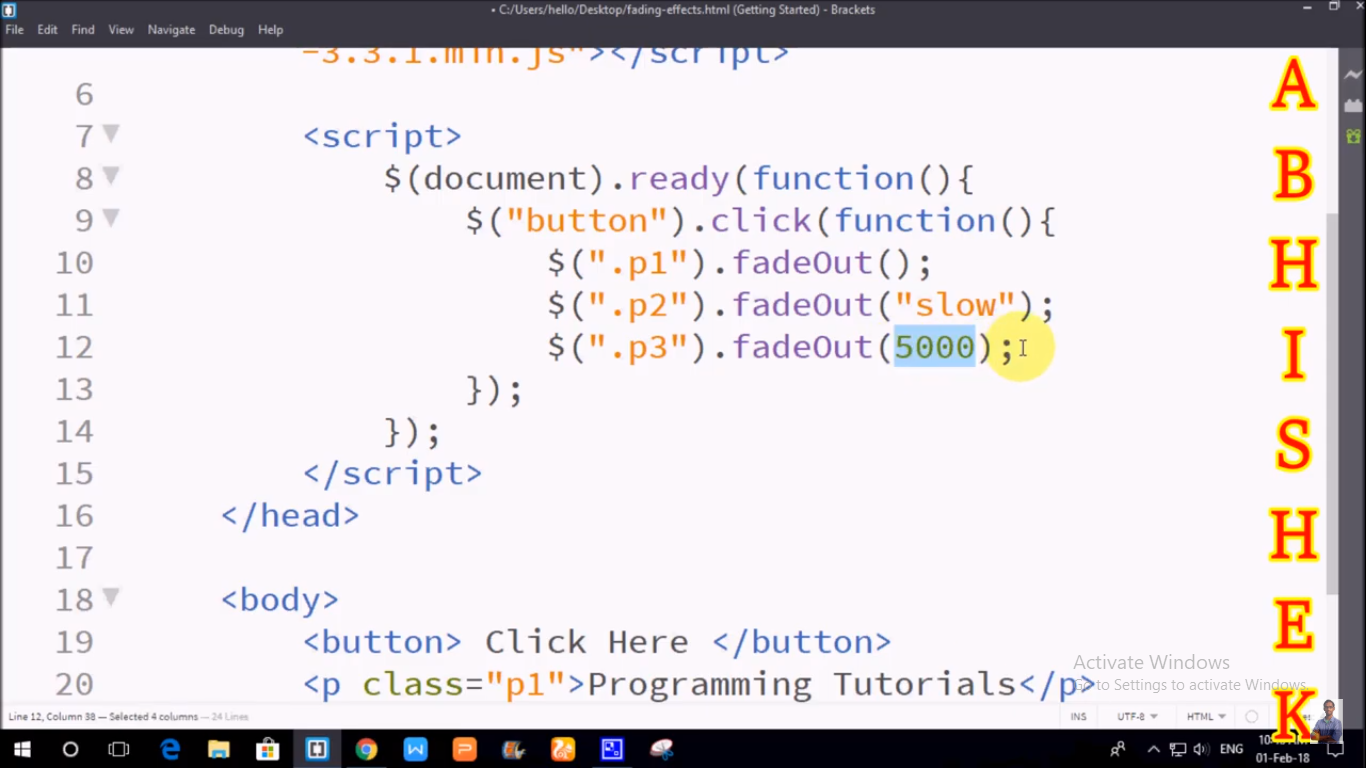 • C:/Users/hello/Desktop/fading-effects.html (Getting Started) - Brackets
File Edit Find View Navigate Debug Help
-3.3.1.min.js"></script>
6
7 <script>
8 $(document).ready(function(){
9 $("button").click(function(){
10 $(".p1").fadeOut();
11 $(".p2").fadeOut("slow");
12 $(".p3").fadeOut(5000);
13 });
14 });
15 </script>
16 </head>
17
18 <body>
19 <button> Click Here </button>
20 <p class="p1">Programming Tutorials</p>
A
B
H
I
S
H
E
K
Activate Windows
Go to Settings to activate Windows.
Line 12, Column 38 — Selected 4 columns — 24 Lines
INS UTF-8 HTML
ENG
01-Feb-18